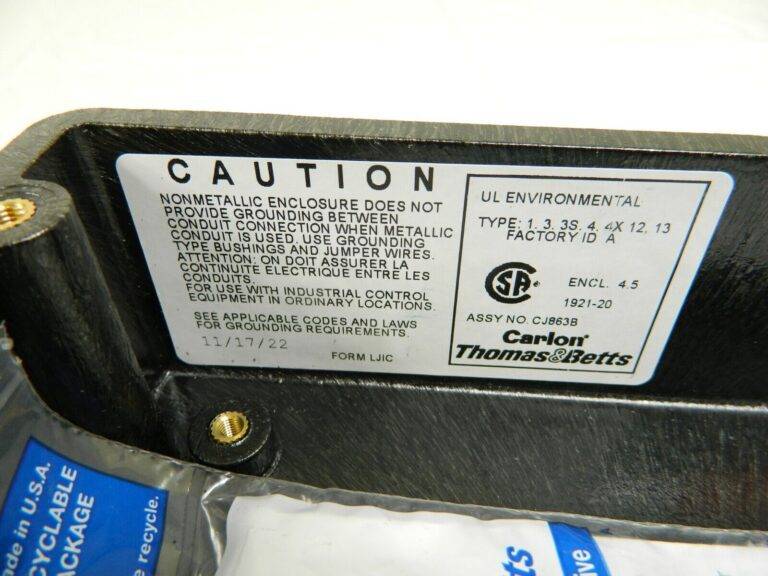 CAUTION
NONMETALLIC ENCLOSURE DOES NOT
PROVIDE GROUNDING BETWEEN
CONDUIT CONNECTION WHEN METALLIC
CONDUIT IS USED. USE GROUNDING
TYPE BUSHINGS AND JUMPER WIRES.
ATTENTION: ON DOIT ASSURER LA
CONTINUITE ELECTRIQUE ENTRE LES
CONDUITS.
FOR USE WITH INDUSTRIAL CONTROL
EQUIPMENT IN ORDINARY LOCATIONS.
SEE APPLICABLE CODES AND LAWS
FOR GROUNDING REQUIREMENTS.
11/17/22
FORM LJIC
UL ENVIRONMENTAL
TYPE: 1, 3, 3S, 4, 4X 12, 13
FACTORY ID A
SA
ENCL. 4.5
1921-20
ASSY NO. CJ863B
Carlon®
Thomas&Betts
de in U.S.A.
CYCLABLE
ACKAGE
e recycle.
tts
ive